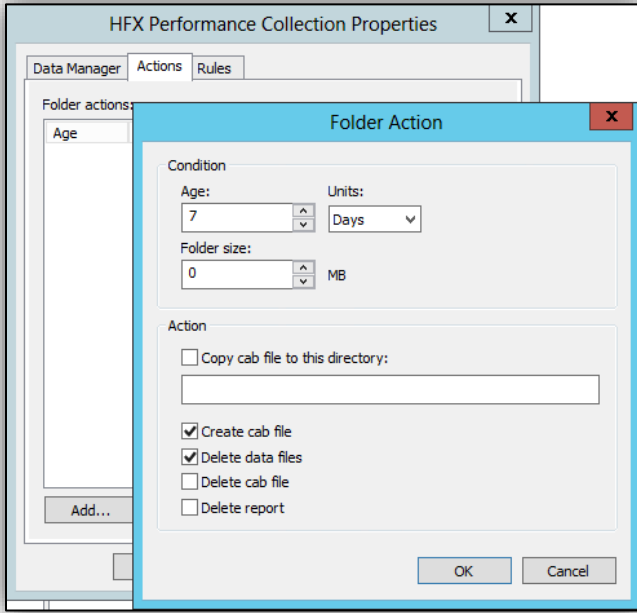 HFX Performance Collection Properties
x
Data Manager Actions Rules
Folder actions:
Age
Folder Action
x
Condition
Age: Units:
7 Days
Folder size:
0 MB
Action
Copy cab file to this directory:
Create cab file
Delete data files
Delete cab file
Delete report
Add...
OK Cancel